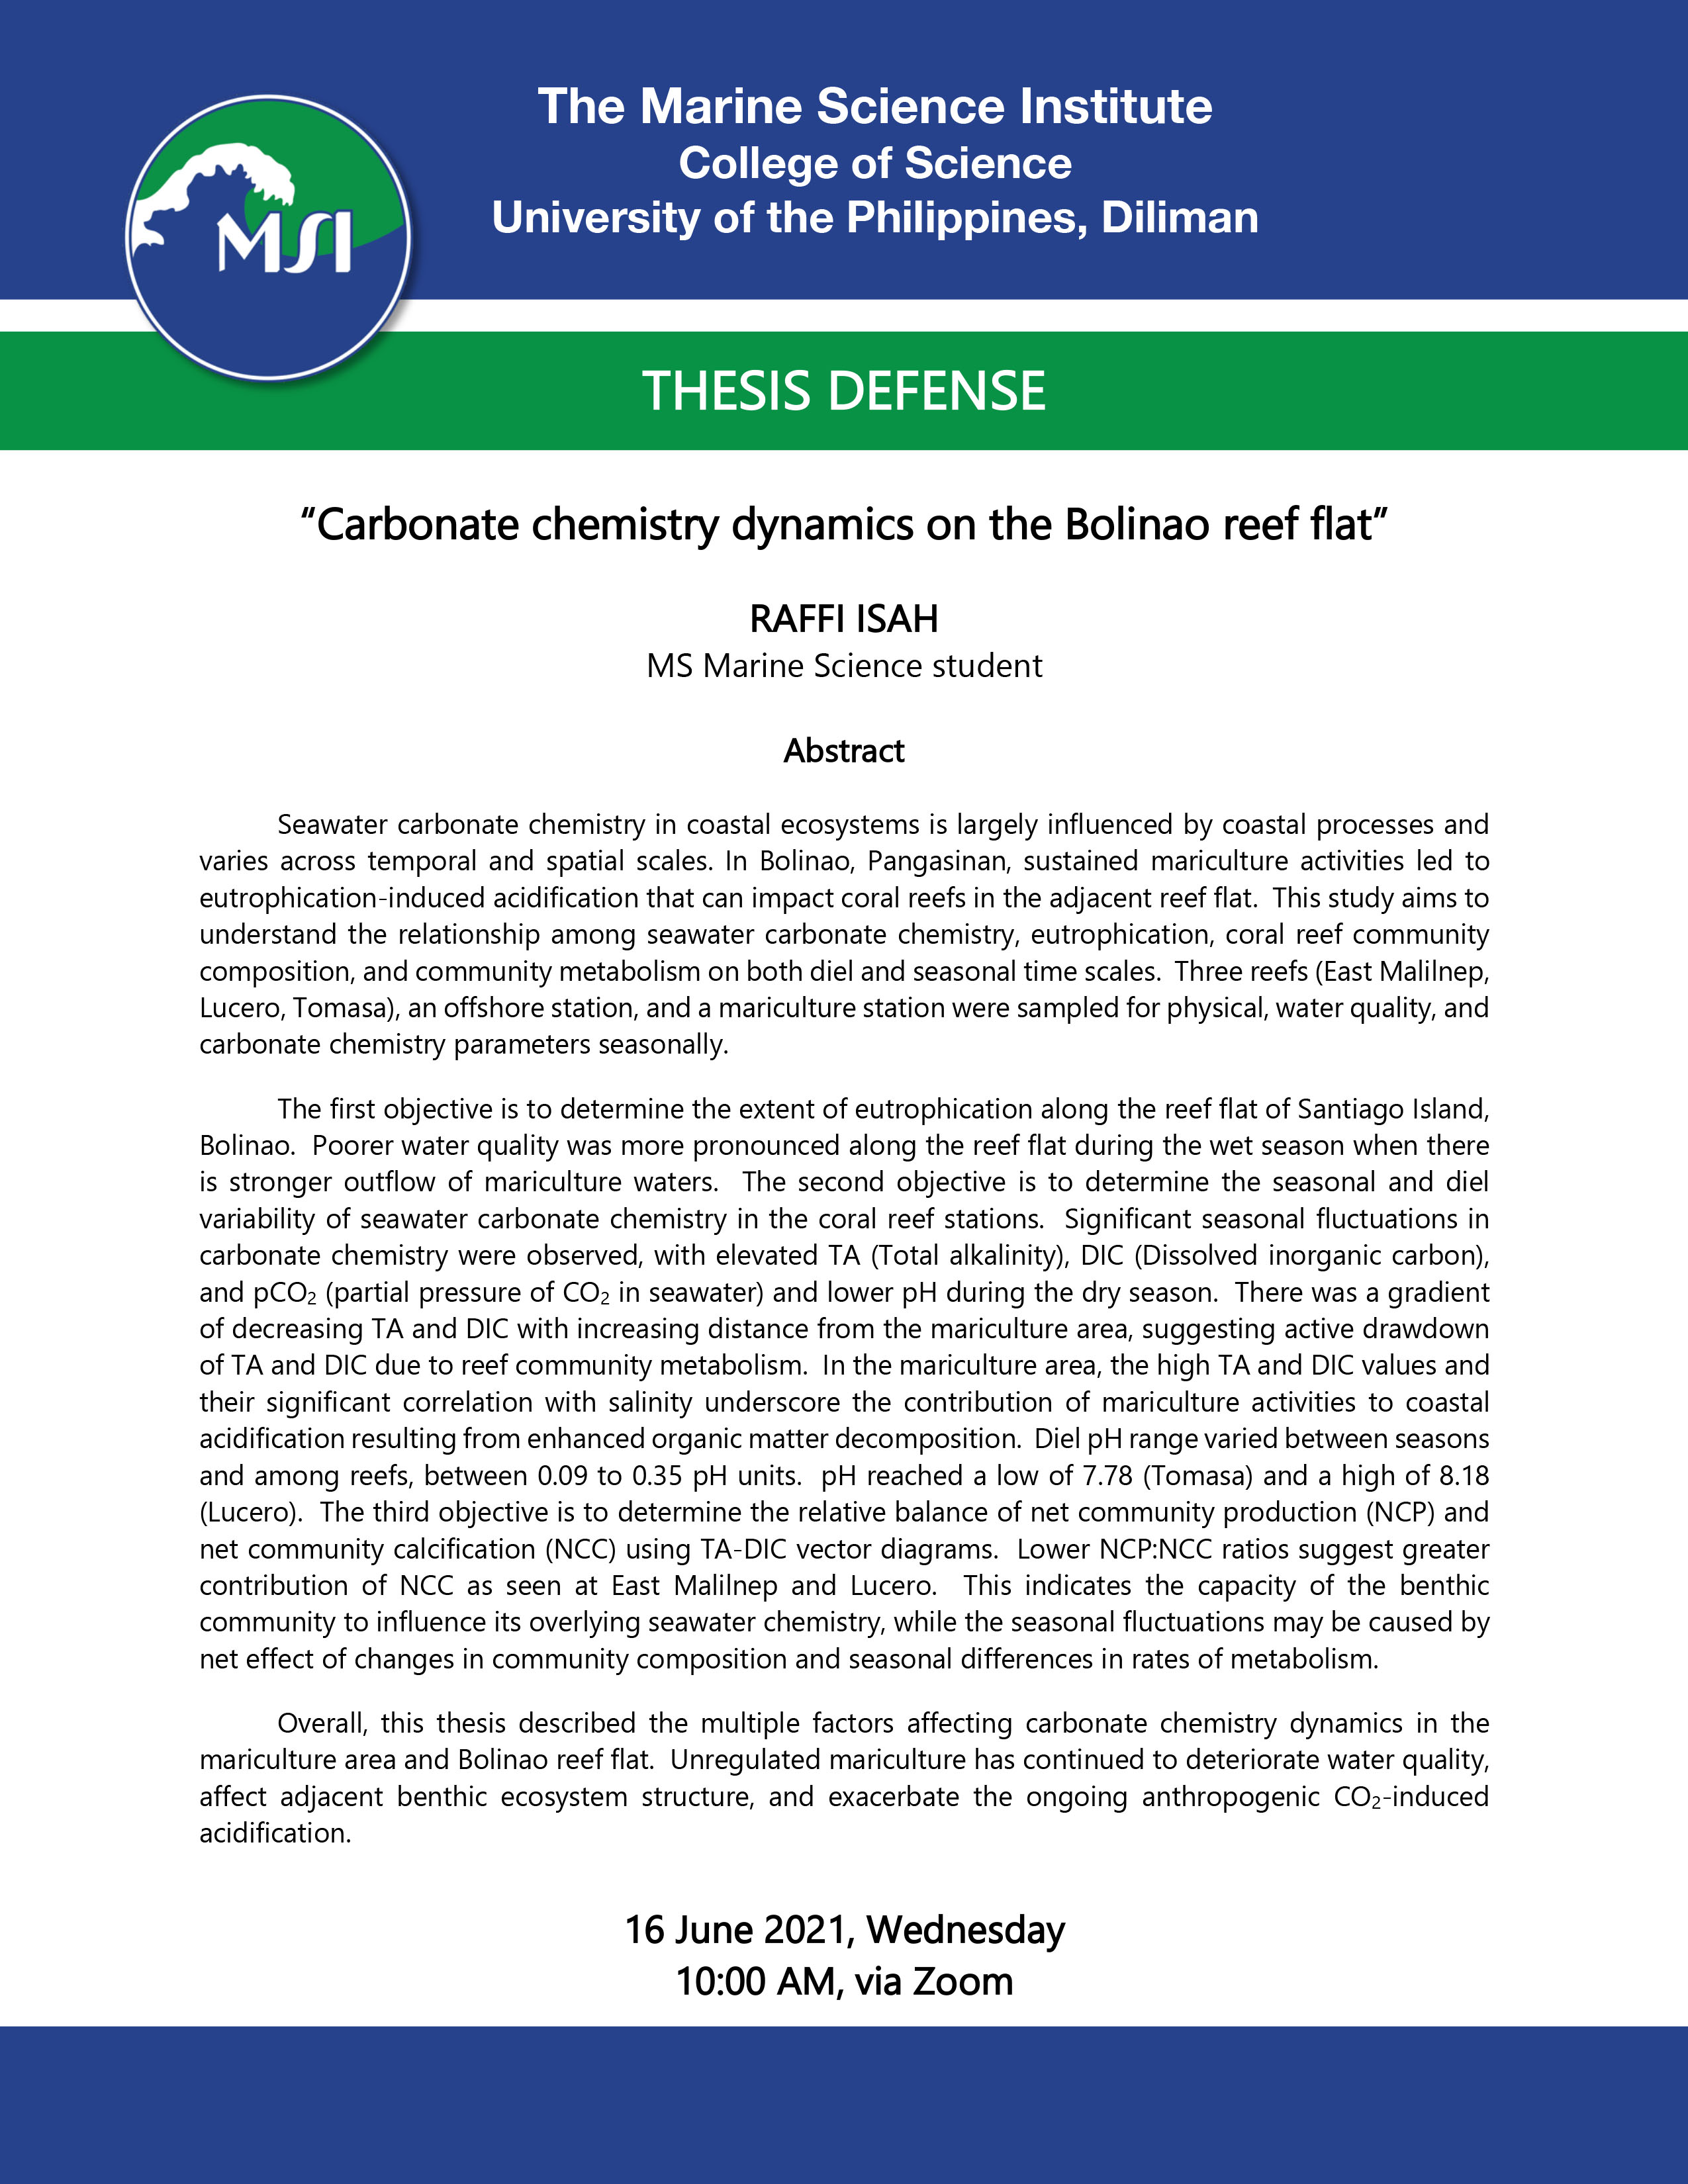 The Marine Science Institute
College of Science
University of the Philippines, Diliman
MSI
THESIS DEFENSE
“Carbonate chemistry dynamics on the Bolinao reef flat”
RAFFI ISAH
MS Marine Science student
Abstract
Seawater carbonate chemistry in coastal ecosystems is largely influenced by coastal processes and
varies across temporal and spatial scales. In Bolinao, Pangasinan, sustained mariculture activities led to
eutrophication-induced acidification that can impact coral reefs in the adjacent reef flat. This study aims to
understand the relationship among seawater carbonate chemistry, eutrophication, coral reef community
composition, and community metabolism on both diel and seasonal time scales. Three reefs (East Malilnep,
Lucero, Tomasa), an offshore station, and a mariculture station were sampled for physical, water quality, and
carbonate chemistry parameters seasonally.
The first objective is to determine the extent of eutrophication along the reef flat of Santiago Island,
Bolinao. Poorer water quality was more pronounced along the reef flat during the wet season when there
is stronger outflow of mariculture waters. The second objective is to determine the seasonal and diel
variability of seawater carbonate chemistry in the coral reef stations. Significant seasonal fluctuations in
carbonate chemistry were observed, with elevated TA (Total alkalinity), DIC (Dissolved inorganic carbon),
and pCO₂ (partial pressure of CO₂ in seawater) and lower pH during the dry season. There was a gradient
of decreasing TA and DIC with increasing distance from the mariculture area, suggesting active drawdown
of TA and DIC due to reef community metabolism. In the mariculture area, the high TA and DIC values and
their significant correlation with salinity underscore the contribution of mariculture activities to coastal
acidification resulting from enhanced organic matter decomposition. Diel pH range varied between seasons
and among reefs, between 0.09 to 0.35 pH units. pH reached a low of 7.78 (Tomasa) and a high of 8.18
(Lucero). The third objective is to determine the relative balance of net community production (NCP) and
net community calcification (NCC) using TA-DIC vector diagrams. Lower NCP:NCC ratios suggest greater
contribution of NCC as seen at East Malilnep and Lucero. This indicates the capacity of the benthic
community to influence its overlying seawater chemistry, while the seasonal fluctuations may be caused by
net effect of changes in community composition and seasonal differences in rates of metabolism.
Overall, this thesis described the multiple factors affecting carbonate chemistry dynamics in the
mariculture area and Bolinao reef flat. Unregulated mariculture has continued to deteriorate water quality,
affect adjacent benthic ecosystem structure, and exacerbate the ongoing anthropogenic CO₂-induced
acidification.
16 June 2021, Wednesday
10:00 AM, via Zoom